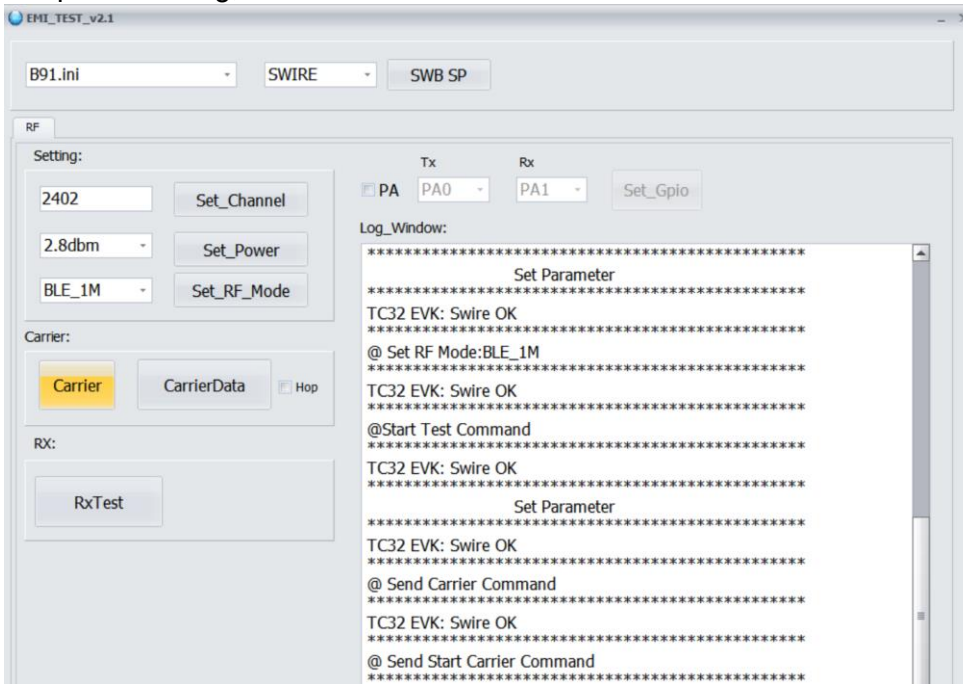 EMI_TEST_v2.1
B91.ini SWIRE SWB SP
RF
Setting:
2402 Set_Channel
2.8dbm Set_Power
BLE_1M Set_RF_Mode
Carrier:
Carrier CarrierData Hop
RX:
RxTest
Tx Rx
PA PA0 PA1 Set_Gpio
Log_Window:
**************************************************
Set Parameter
**************************************************
TC32 EVK: Swire OK
**************************************************
@ Set RF Mode:BLE_1M
**************************************************
TC32 EVK: Swire OK
**************************************************
@Start Test Command
**************************************************
TC32 EVK: Swire OK
**************************************************
Set Parameter
**************************************************
TC32 EVK: Swire OK
**************************************************
@ Send Carrier Command
**************************************************
TC32 EVK: Swire OK
**************************************************
@ Send Start Carrier Command
**************************************************